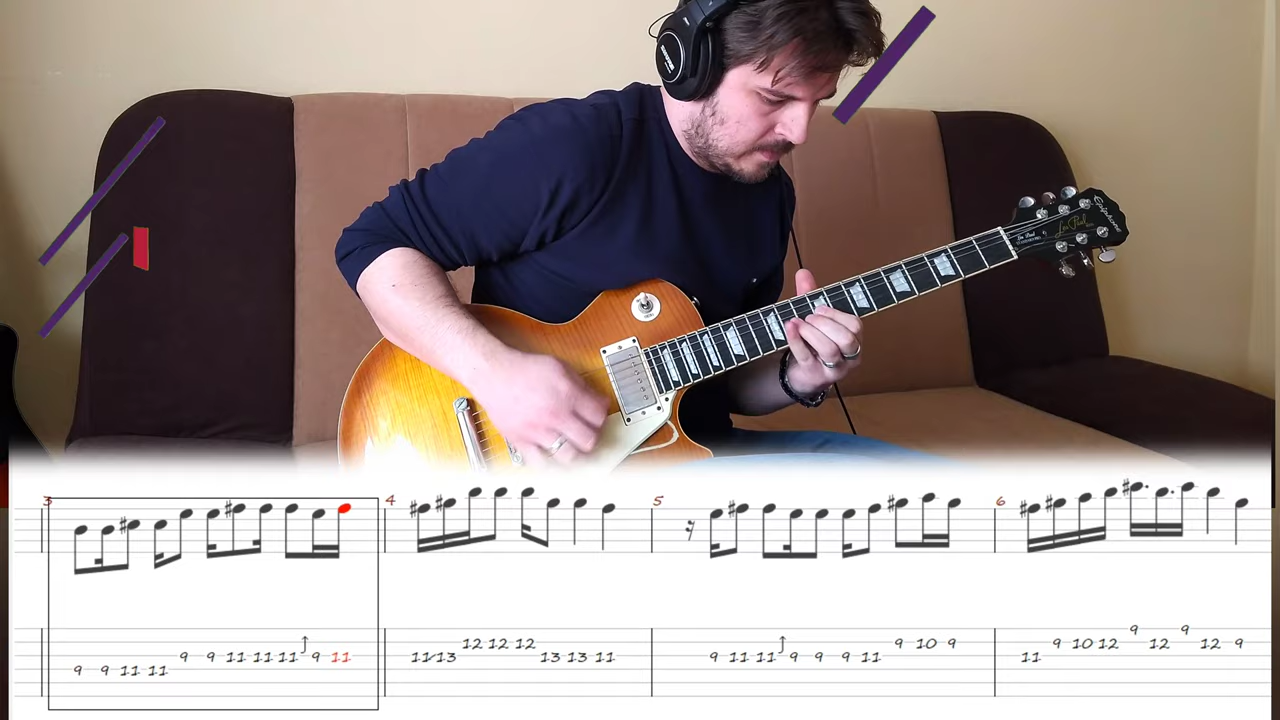 Epiphone
Les Paul
3 4 5 6
12 12 12 9 10 9 9 10 12 9 12 9 12 9
9 11 11 11 9 11 11/13 13 13 11 9 11 11 9 9 9 11 11
9 9 11 11 9